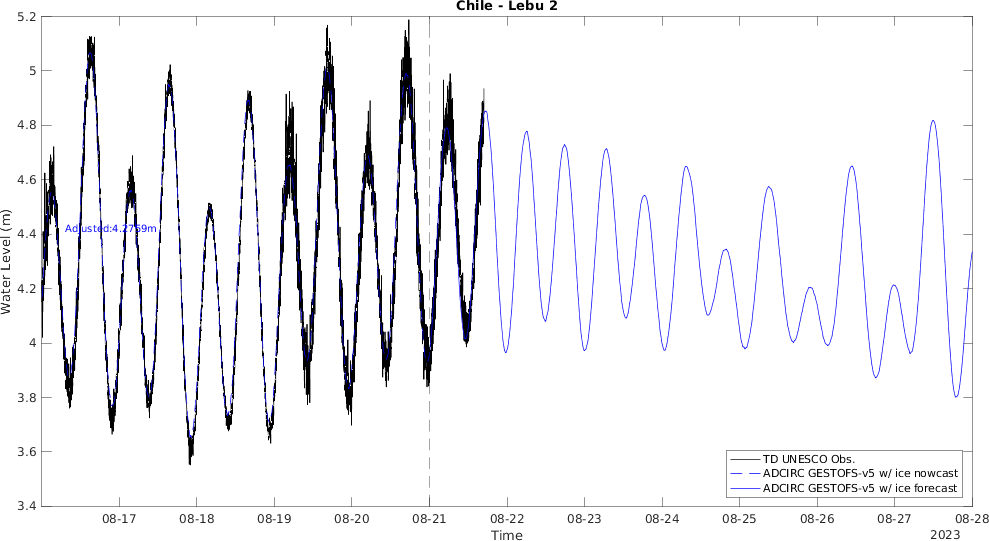 Chile - Lebu 2
Water Level (m)
5.2
5
4.8
4.6
4.4
4.2
4
3.8
3.6
3.4
Adjusted:4.2769m
TD UNESCO Obs.
ADCIRC GESTOFS-v5 w/ ice nowcast
ADCIRC GESTOFS-v5 w/ ice forecast
08-17 08-18 08-19 08-20 08-21 08-22 08-23 08-24 08-25 08-26 08-27 08-28
Time
2023